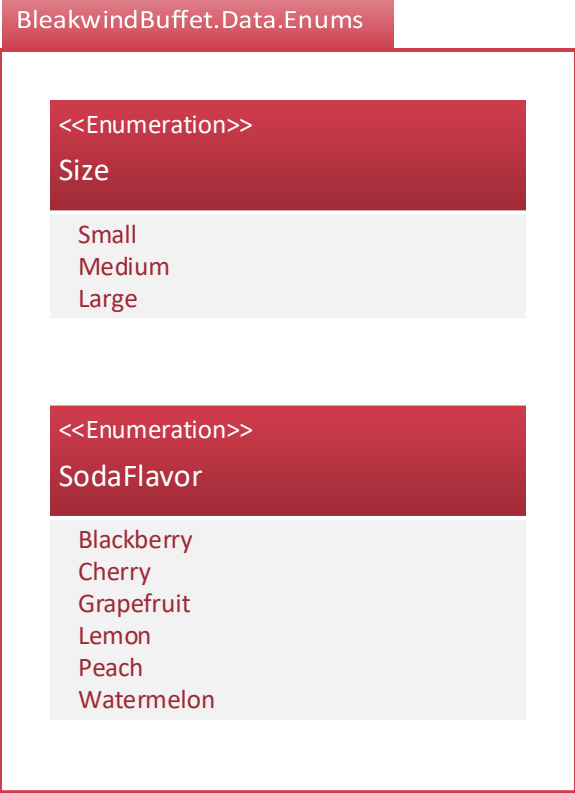 BleakwindBuffet.Data.Enums
<<Enumeration>>
Size
Small
Medium
Large
<<Enumeration>>
SodaFlavor
Blackberry
Cherry
Grapefruit
Lemon
Peach
Watermelon